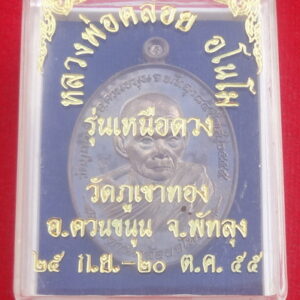 หลวงพ่อคล้อย อโนโม
รุ่นเหนือดวง
วัดภูเขาทอง
อ.ควนขนุน จ.พัทลุง
๒๕ ก.ย.-๒๐ ต.ค. ๕๕